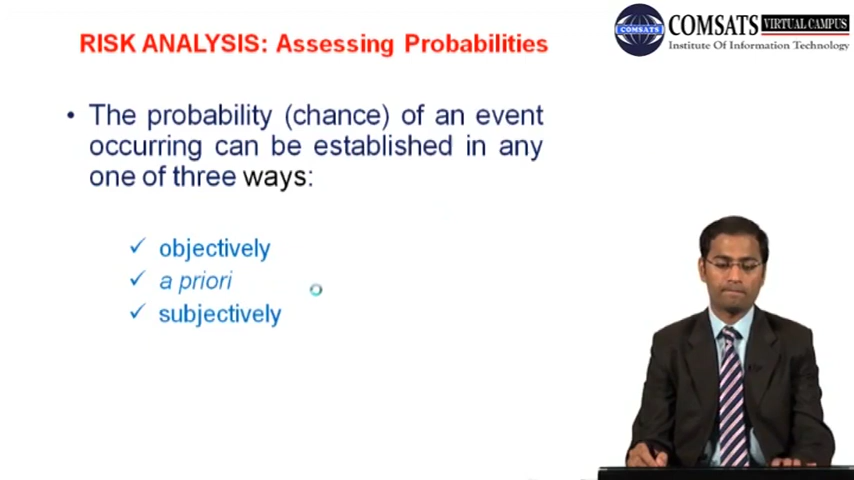 RISK ANALYSIS: Assessing Probabilities
COMSATS
COMSATS VIRTUAL CAMPUS
Institute Of Information Technology
• The probability (chance) of an event
occurring can be established in any
one of three ways:
✓ objectively
✓ a priori
✓ subjectively